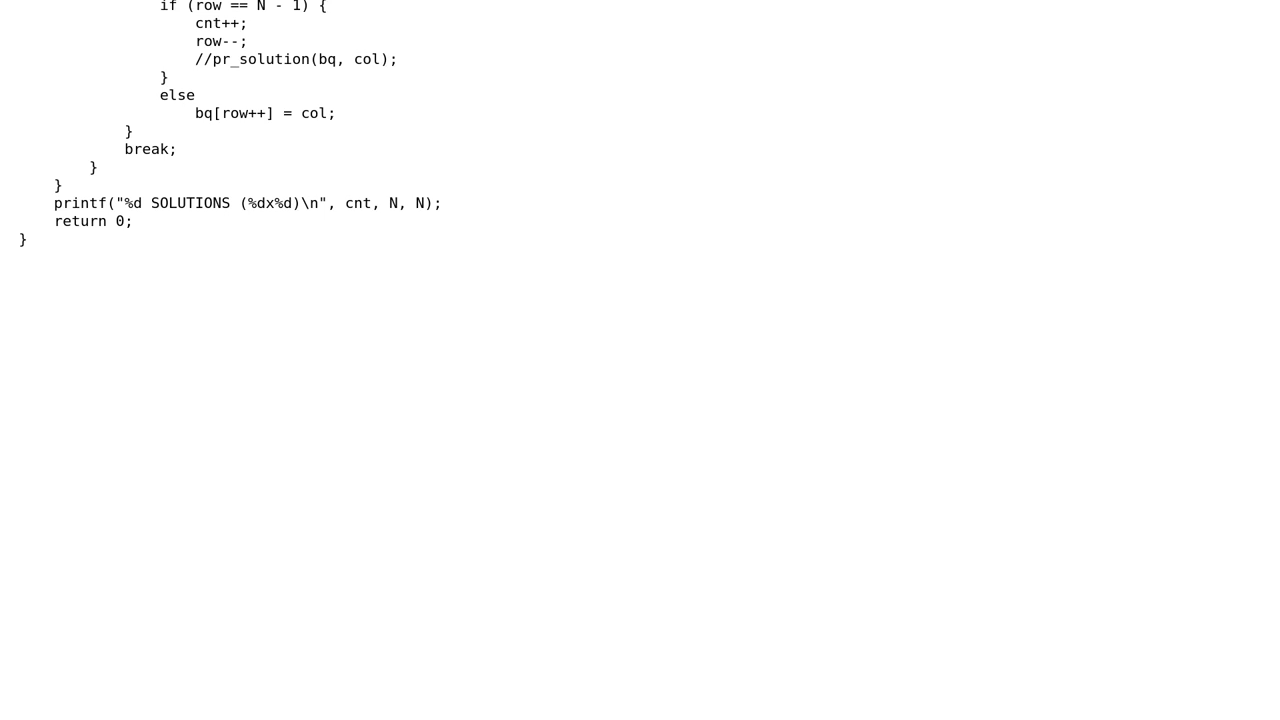 if (row == N - 1) {
cnt++;
row--;
//pr_solution(bq, col);
}
else
bq[row++] = col;
}
break;
}
}
printf("%d SOLUTIONS (%dx%d)\n", cnt, N, N);
return 0;
}